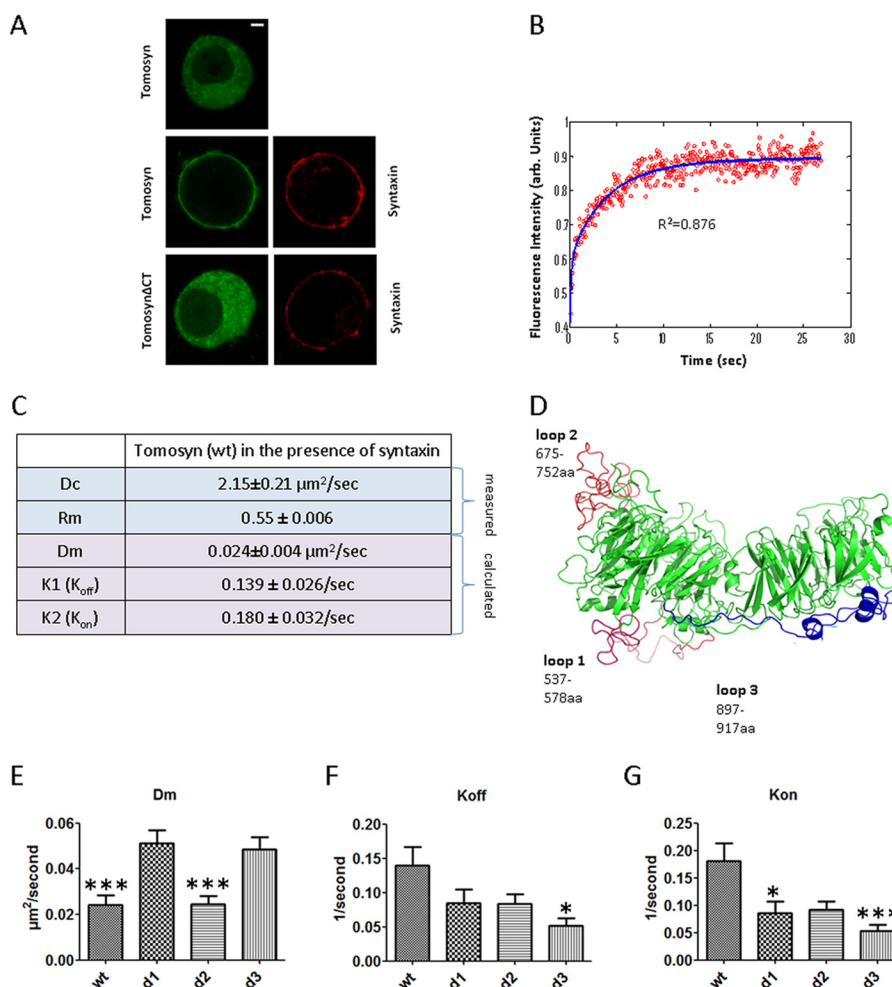 A
Tomosyn
Tomosyn
Syntaxin
TomosynΔCT
Syntaxin
B
Fluorescense Intensity (arb. Units)
1
0.9
0.8
0.7
0.6
0.5
0.4
R²=0.876
0
5
10
15
20
25
30
Time (sec)
C
Tomosyn (wt) in the presence of syntaxin
Dc 2.15±0.21 µm²/sec
Rm 0.55 ± 0.006
Dm 0.024±0.004 µm²/sec
K1 (Koff) 0.139 ± 0.026/sec
K2 (Kon) 0.180 ± 0.032/sec
measured
calculated
D
loop 2
675-
752aa
loop 1
537-
578aa
loop 3
897-
917aa
E
Dm
µm²/second
0.06
0.04
0.02
0.00
***
***
wt d1 d2 d3
F
Koff
1/second
0.20
0.15
0.10
0.05
0.00
*
wt d1 d2 d3
G
Kon
1/second
0.25
0.20
0.15
0.10
0.05
0.00
*
***
wt d1 d2 d3